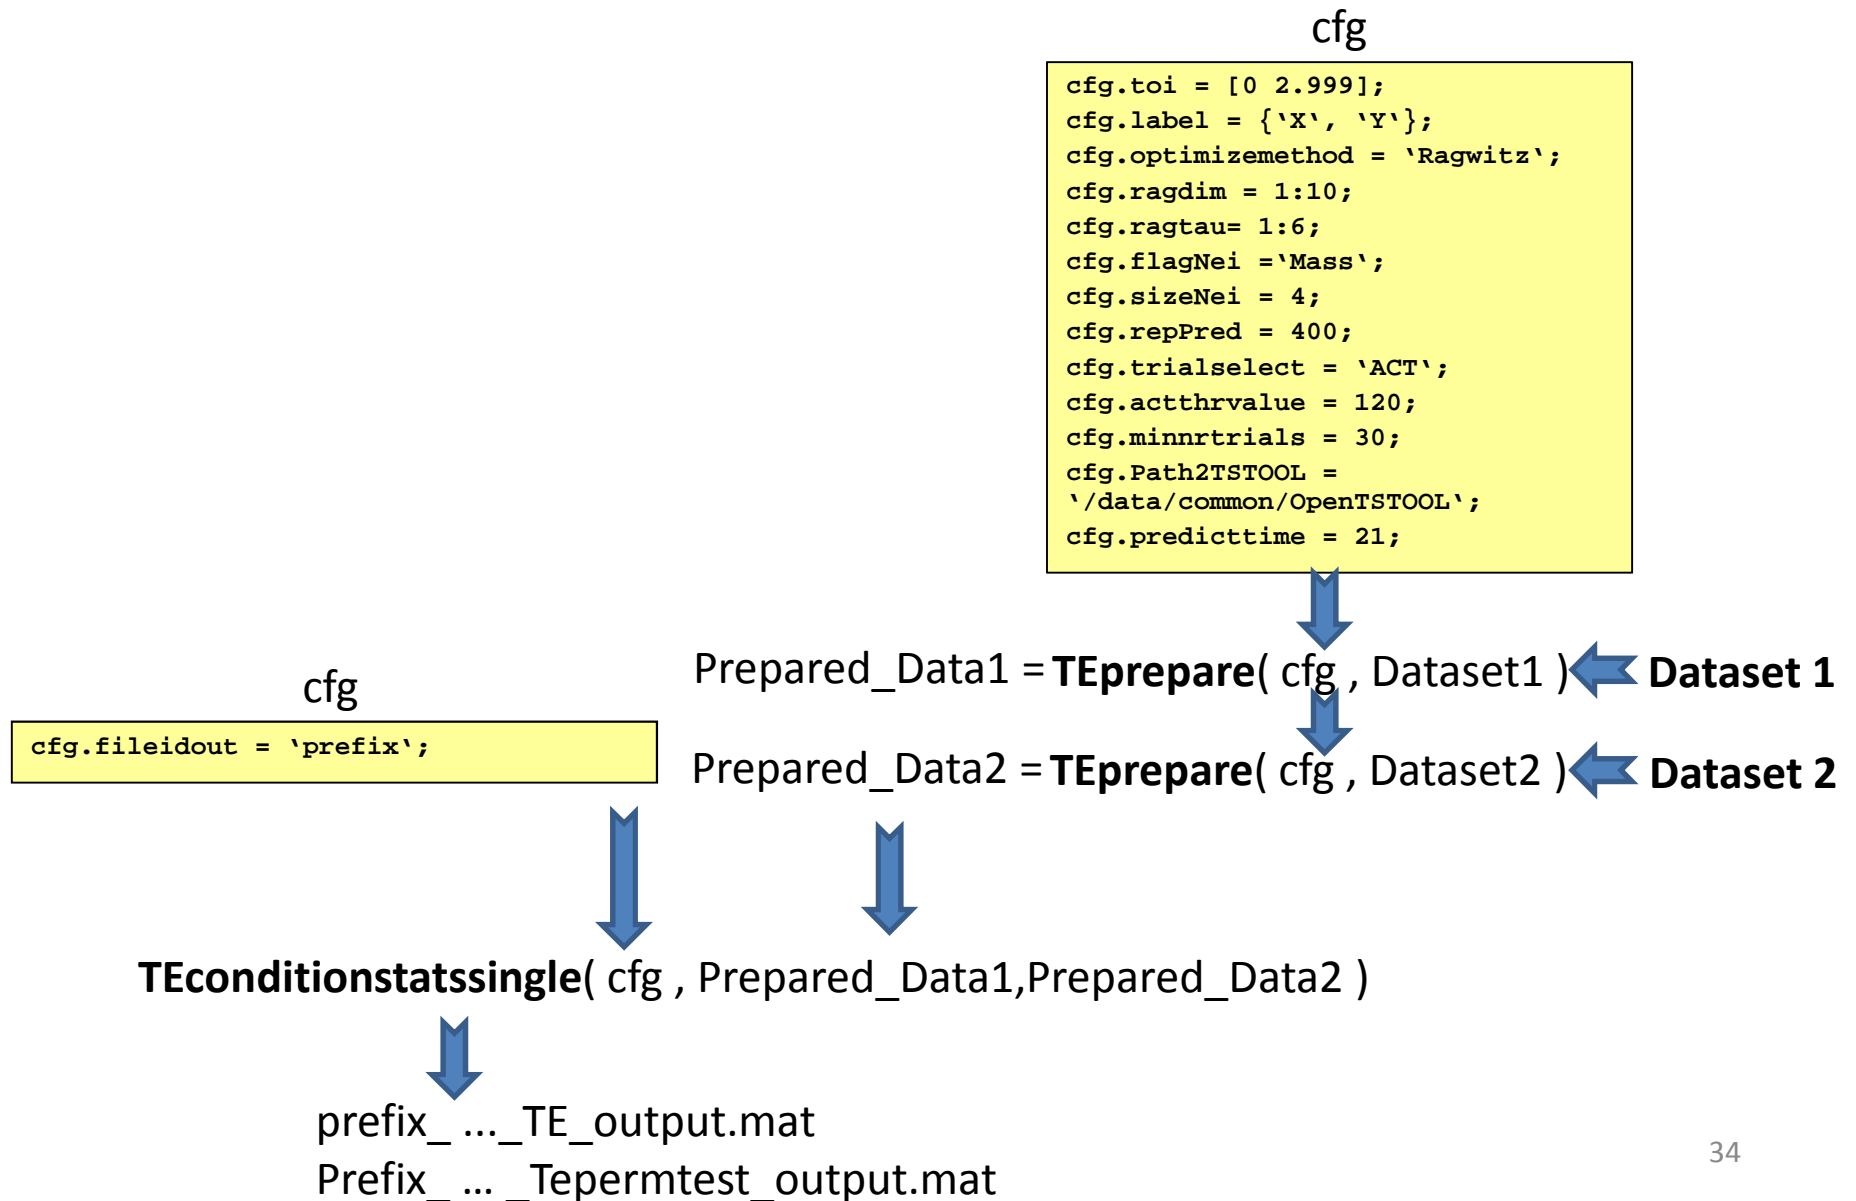 cfg
cfg.toi = [0 2.999];
cfg.label = {‛X‛, ‛Y‛};
cfg.optimizemethod = ‛Ragwitz‛;
cfg.ragdim = 1:10;
cfg.ragtau= 1:6;
cfg.flagNei =‛Mass‛;
cfg.sizeNei = 4;
cfg.repPred = 400;
cfg.trialselect = ‛ACT‛;
cfg.actthrvalue = 120;
cfg.minnrtrials = 30;
cfg.Path2TSTOOL =
‛/data/common/OpenTSTOOL‛;
cfg.predicttime = 21;
Prepared_Data1 = TEprepare( cfg , Dataset1 ) Dataset 1
cfg
cfg.fileidout = ‛prefix‛;
Prepared_Data2 = TEprepare( cfg , Dataset2 ) Dataset 2
TEconditionstatssingle( cfg , Prepared_Data1,Prepared_Data2 )
prefix_ ..._TE_output.mat
Prefix_ ... _Tepermtest_output.mat
34